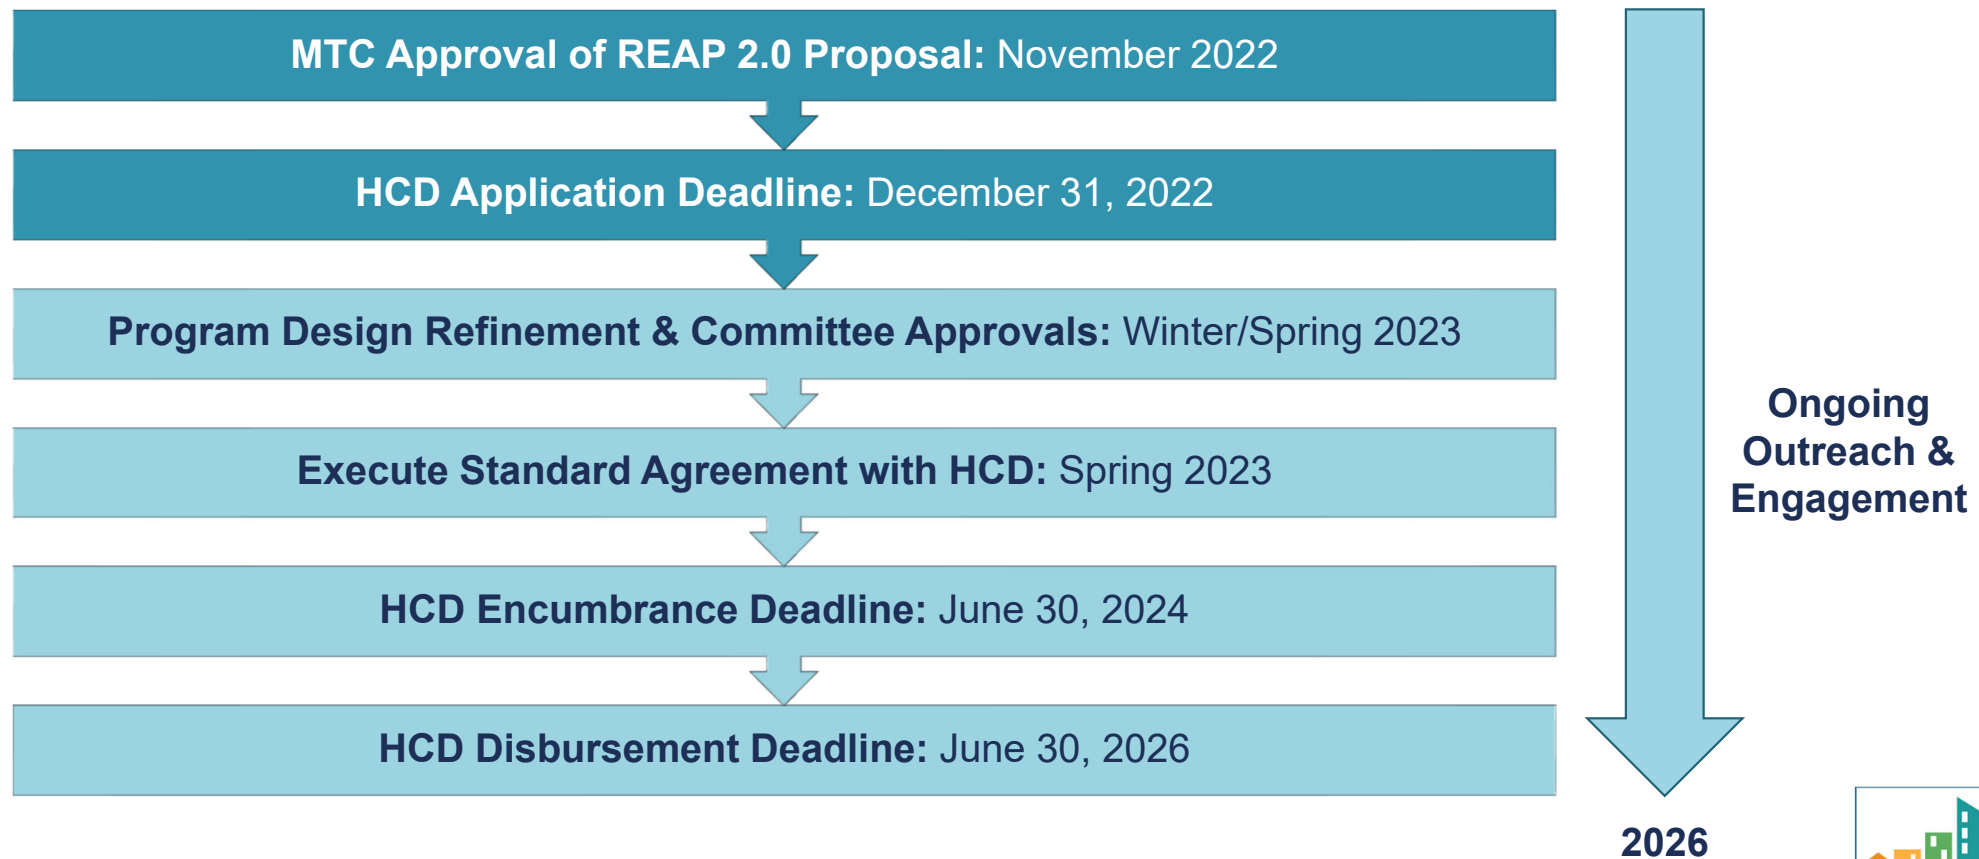 MTC Approval of REAP 2.0 Proposal: November 2022
HCD Application Deadline: December 31, 2022
Program Design Refinement & Committee Approvals: Winter/Spring 2023
Execute Standard Agreement with HCD: Spring 2023
HCD Encumbrance Deadline: June 30, 2024
HCD Disbursement Deadline: June 30, 2026
Ongoing
Outreach &
Engagement
2026